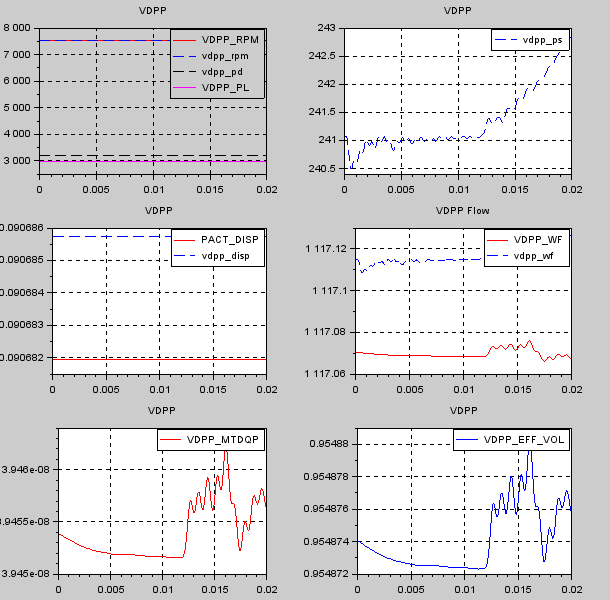 VDPP
8 000
7 000
6 000
5 000
4 000
3 000
VDPP_RPM
vdpp_rpm
vdpp_pd
VDPP_PL
0
0.005
0.01
0.015
0.02
VDPP
243
242.5
242
241.5
241
240.5
vdpp_ps
0
0.005
0.01
0.015
0.02
VDPP
0.090686
0.090685
0.090684
0.090683
0.090682
PACT_DISP
vdpp_disp
0
0.005
0.01
0.015
0.02
VDPP Flow
1 117.12
1 117.1
1 117.08
1 117.06
VDPP_WF
vdpp_wf
0
0.005
0.01
0.015
0.02
VDPP
3.946e-08
3.9455e-08
3.945e-08
VDPP_MTDQP
0
0.005
0.01
0.015
0.02
VDPP
0.95488
0.954878
0.954876
0.954874
0.954872
VDPP_EFF_VOL
0
0.005
0.01
0.015
0.02